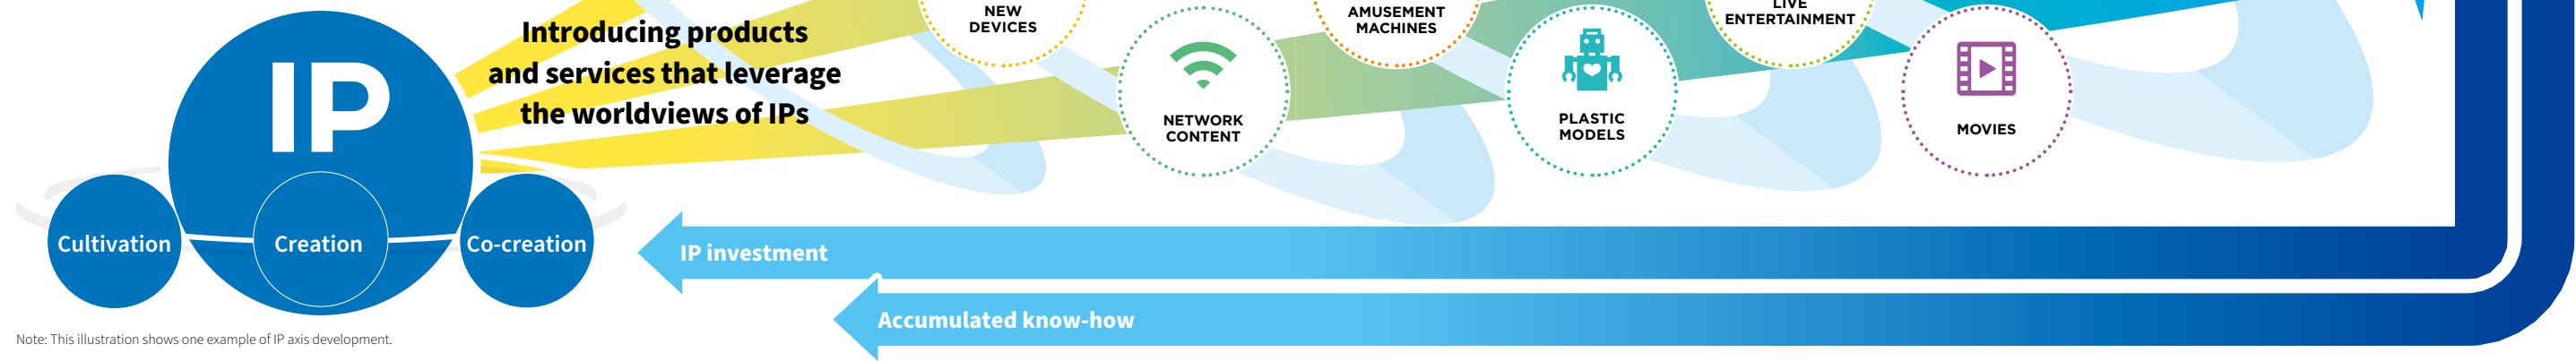 IP
Cultivation
Creation
Co-creation
Introducing products
and services that leverage
the worldviews of IPs
NEW
DEVICES
NETWORK
CONTENT
AMUSEMENT
MACHINES
PLASTIC
MODELS
LIVE
ENTERTAINMENT
MOVIES
IP investment
Accumulated know-how
Note: This illustration shows one example of IP axis development.